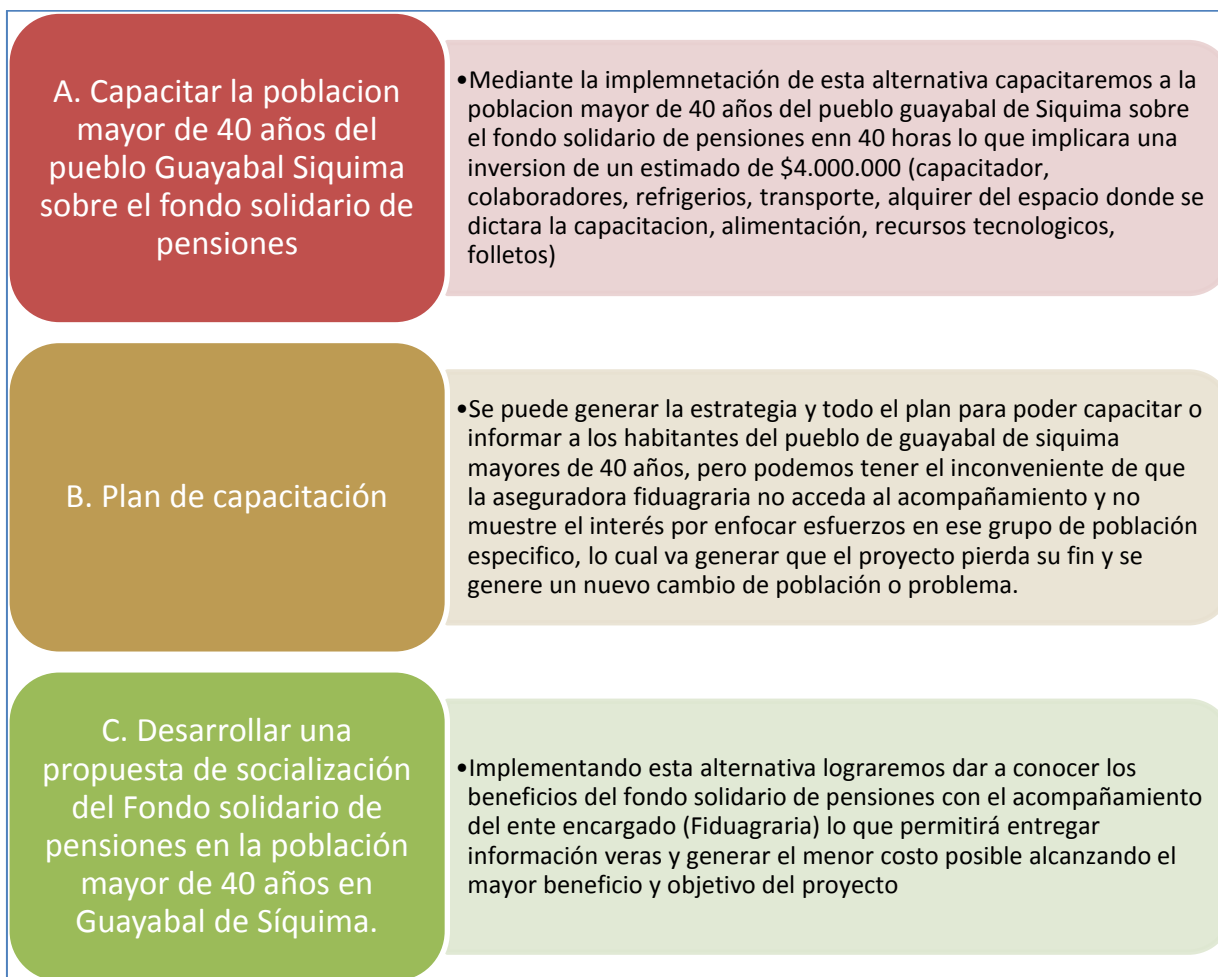 A. Capacitar la poblacion
mayor de 40 años del
pueblo Guayabal Siquima
sobre el fondo solidario de
pensiones
•Mediante la implemnetación de esta alternativa capacitaremos a la
poblacion mayor de 40 años del pueblo guayabal de Siquima sobre
el fondo solidario de pensiones enn 40 horas lo que implicara una
inversion de un estimado de $4.000.000 (capacitador,
colaboradores, refrigerios, transporte, alquirer del espacio donde se
dictara la capacitacion, alimentación, recursos tecnologicos,
folletos)
B. Plan de capacitación
•Se puede generar la estrategia y todo el plan para poder capacitar o
informar a los habitantes del pueblo de guayabal de siquima
mayores de 40 años, pero podemos tener el inconveniente de que
la aseguradora fiduagraria no acceda al acompañamiento y no
muestre el interés por enfocar esfuerzos en ese grupo de población
especifico, lo cual va generar que el proyecto pierda su fin y se
genere un nuevo cambio de población o problema.
C. Desarrollar una
propuesta de socialización
del Fondo solidario de
pensiones en la población
mayor de 40 años en
Guayabal de Síquima.
•Implementando esta alternativa lograremos dar a conocer los
beneficios del fondo solidario de pensiones con el acompañamiento
del ente encargado (Fiduagraria) lo que permitirá entregar
información veras y generar el menor costo posible alcanzando el
mayor beneficio y objetivo del proyecto